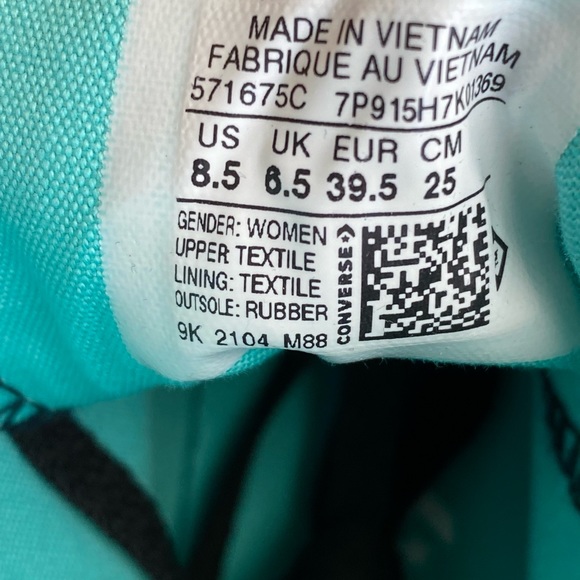 MADE IN VIETNAM
FABRIQUE AU VIETNAM
571675C 7P915H7K01369
US UK EUR CM
8.5 6.5 39.5 25
GENDER: WOMEN
UPPER TEXTILE
LINING: TEXTILE
OUTSOLE: RUBBER
9K 2104 M88
CONVERSE